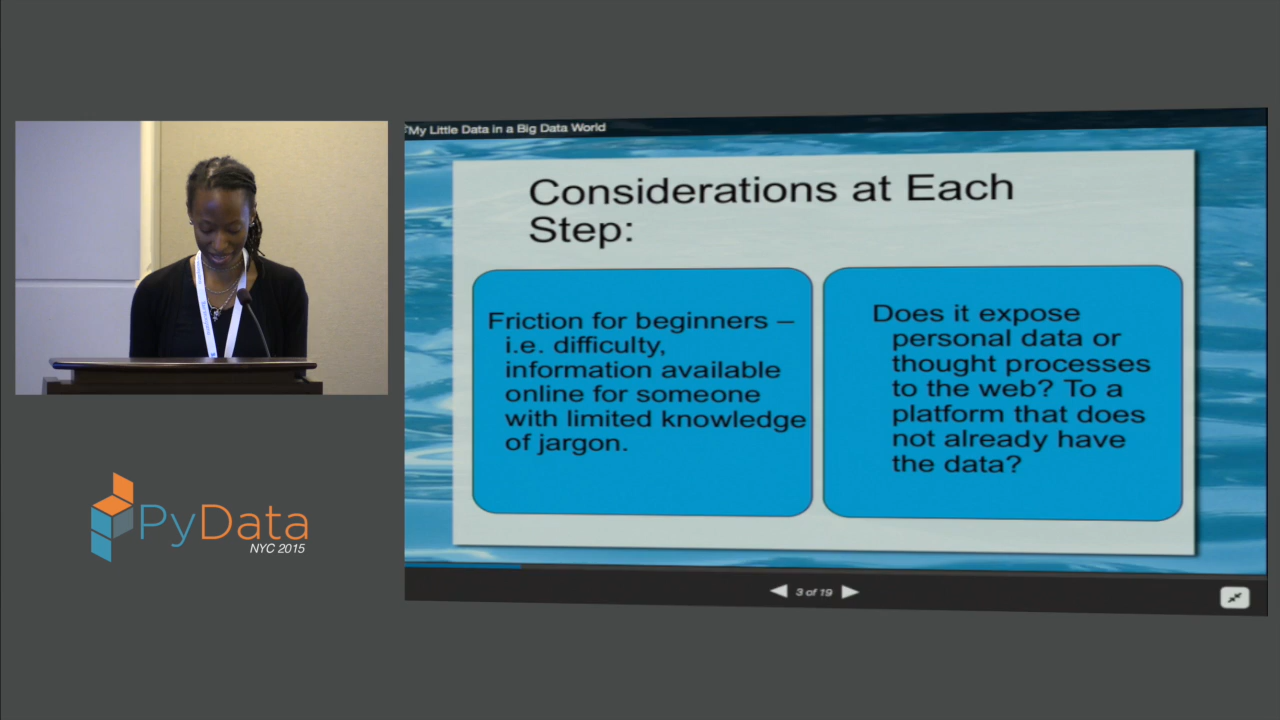 "My Little Data in a Big Data World
Considerations at Each
Step:
Friction for beginners –
i.e. difficulty,
information available
online for someone
with limited knowledge
of jargon.
Does it expose
personal data or
thought processes
to the web? To a
platform that does
not already have
the data?
3 of 19
PyData
NYC 2015